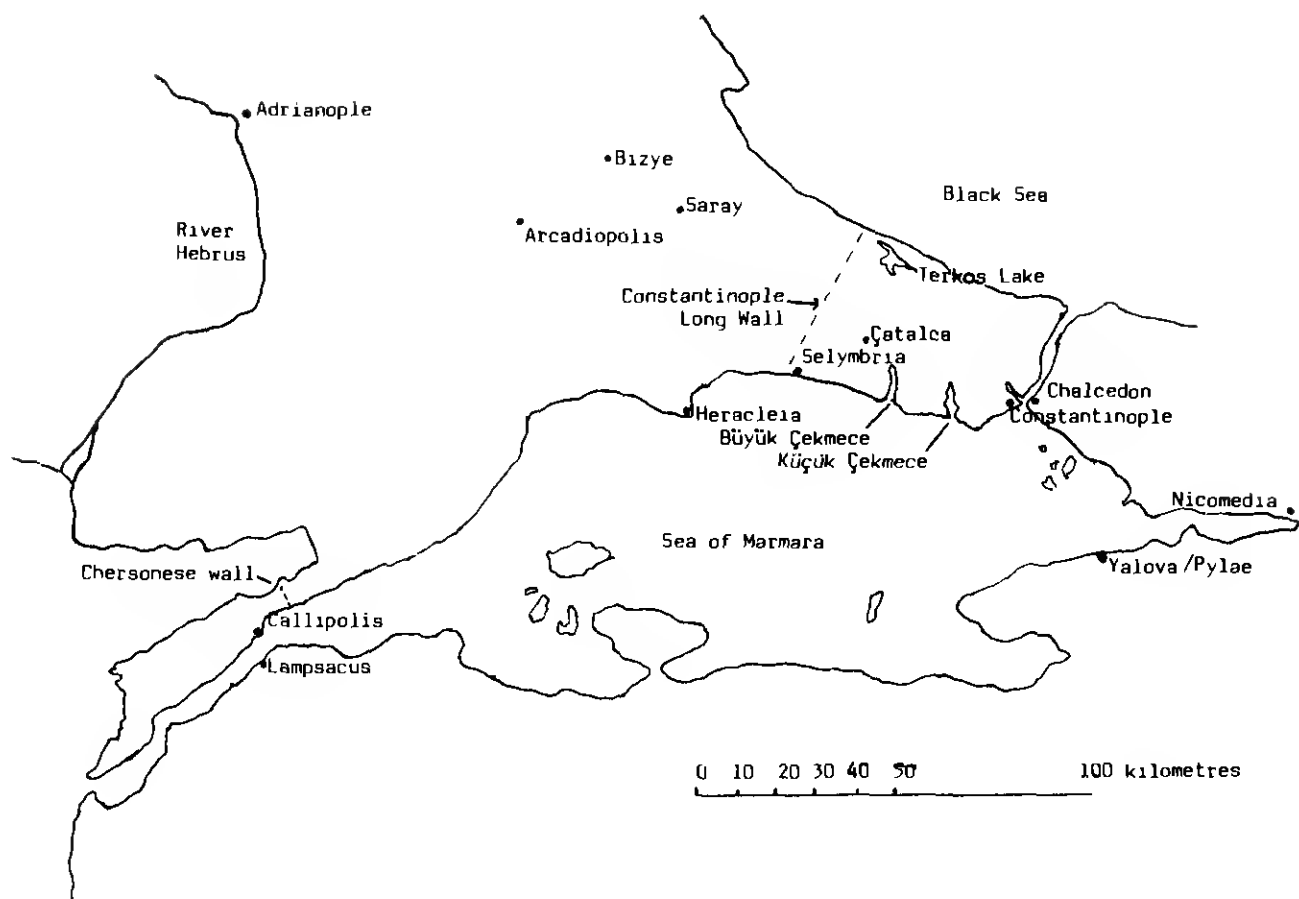 Adrianople
Bizye
Black Sea
Saray
River
Hebrus
Arcadiopolis
Terkos Lake
Constantinople
Long Wall
Çatalca
Selymbria
Chalcedon
Heracleia
Constantinople
Büyük Çekmece
Küçük Çekmece
Nicomedia
Sea of Marmara
Chersonese wall
Yalova/Pylae
Callipolis
Lampsacus
0 10 20 30 40 50 100 kilometres